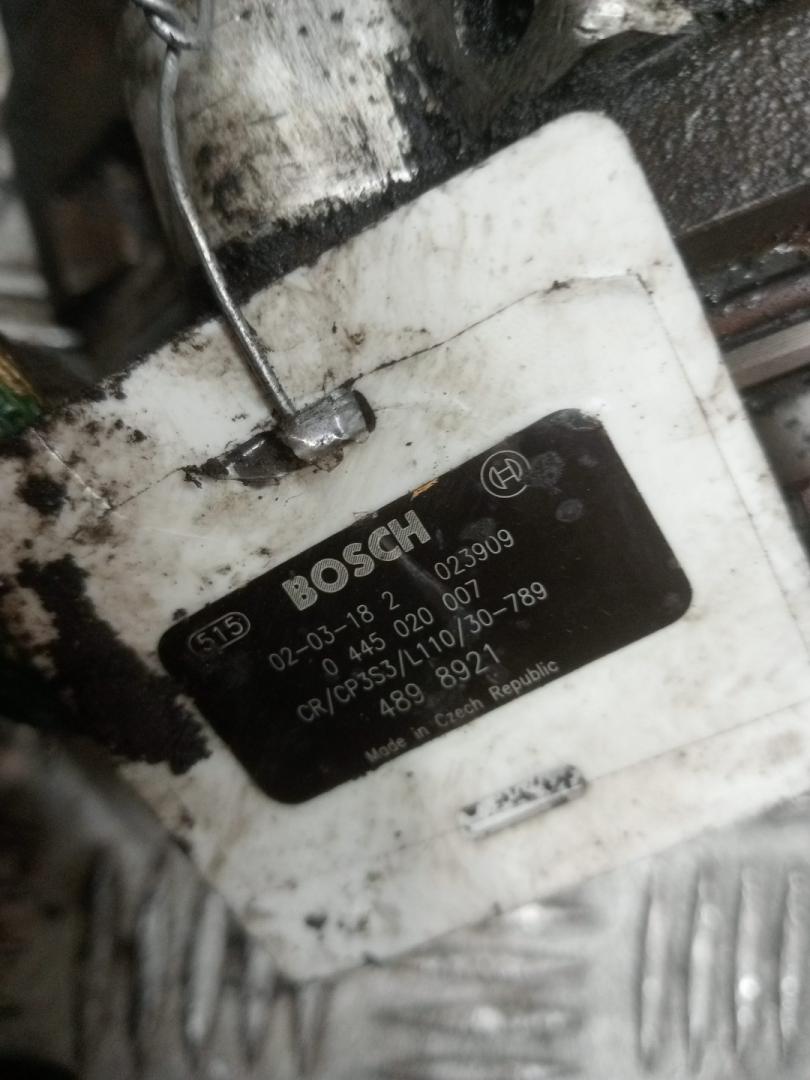 BOSCH
515 02-03-18 2 023909
0 445 020 007
CR/CP3S3/L110/30-789
489 8921
Made in Czech Republic